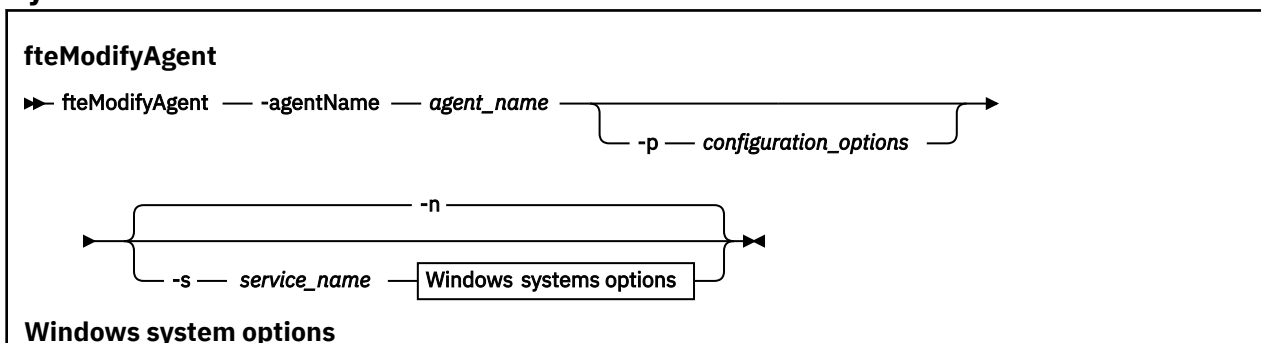 fteModifyAgent
fteModifyAgent -agentName agent_name
-p configuration_options
-n
-s service_name Windows systems options
Windows system options